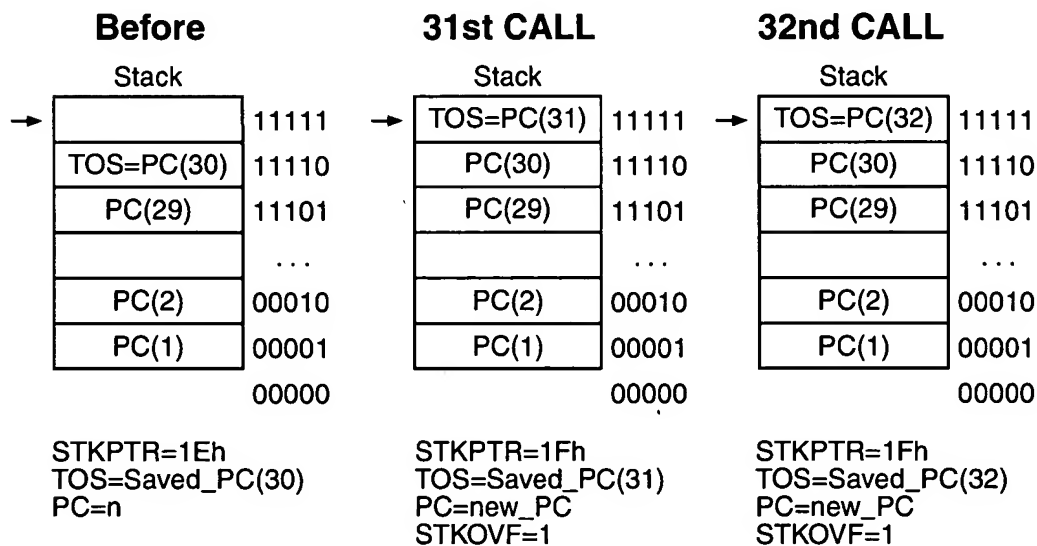 Before
Stack
11111
TOS=PC(30) 11110
PC(29) 11101
...
PC(2) 00010
PC(1) 00001
00000
STKPTR=1Eh
TOS=Saved_PC(30)
PC=n
31st CALL
Stack
TOS=PC(31) 11111
PC(30) 11110
PC(29) 11101
...
PC(2) 00010
PC(1) 00001
00000
STKPTR=1Fh
TOS=Saved_PC(31)
PC=new_PC
STKOVF=1
32nd CALL
Stack
TOS=PC(32) 11111
PC(30) 11110
PC(29) 11101
...
PC(2) 00010
PC(1) 00001
00000
STKPTR=1Fh
TOS=Saved_PC(32)
PC=new_PC
STKOVF=1